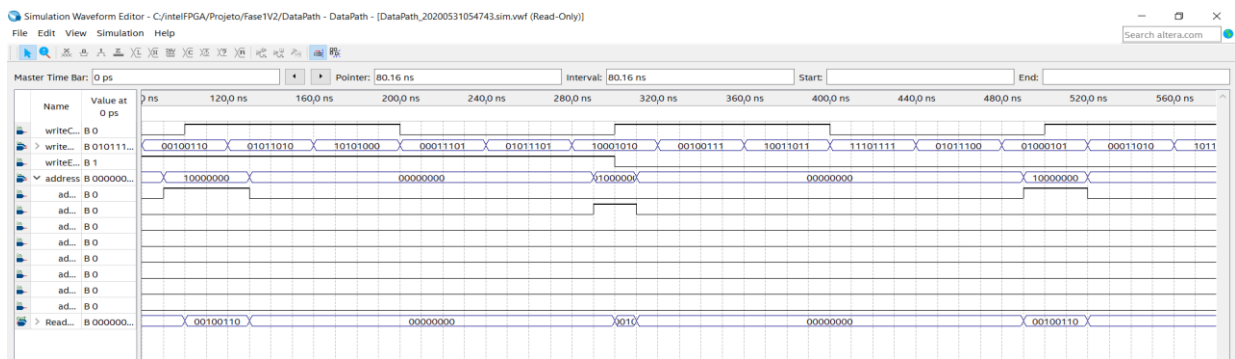 Simulation Waveform Editor - C:/intelFPGA/Projeto/Fase1V2/DataPath - DataPath - [DataPath_20200531054743.sim.vwf (Read-Only)]
File Edit View Simulation Help
Search altera.com
Master Time Bar: 0 ps Pointer: 80.16 ns Interval: 80.16 ns Start: End:
Name Value at 0 ps
0 ns 120,0 ns 160,0 ns 200,0 ns 240,0 ns 280,0 ns 320,0 ns 360,0 ns 400,0 ns 440,0 ns 480,0 ns 520,0 ns 560,0 ns
writeC... B 0
> write... B 010111... 00100110 01011010 10101000 00011101 01011101 10001010 00100111 10011011 11101111 01011100 01000101 00011010 1011
writeE... B 1
address B 000000... 10000000 00000000 00000000 10000000
ad... B 0
ad... B 0
ad... B 0
ad... B 0
ad... B 0
ad... B 0
ad... B 0
ad... B 0
> Read... B 000000... 00100110 00000000 00000000 00100110